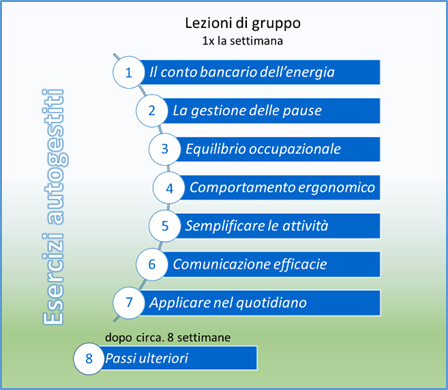 Lezioni di gruppo
1x la settimana
Esercizi autogestiti
1 Il conto bancario dell'energia
2 La gestione delle pause
3 Equilibrio occupazionale
4 Comportamento ergonomico
5 Semplificare le attività
6 Comunicazione efficacie
7 Applicare nel quotidiano
dopo circa. 8 settimane
8 Passi ulteriori